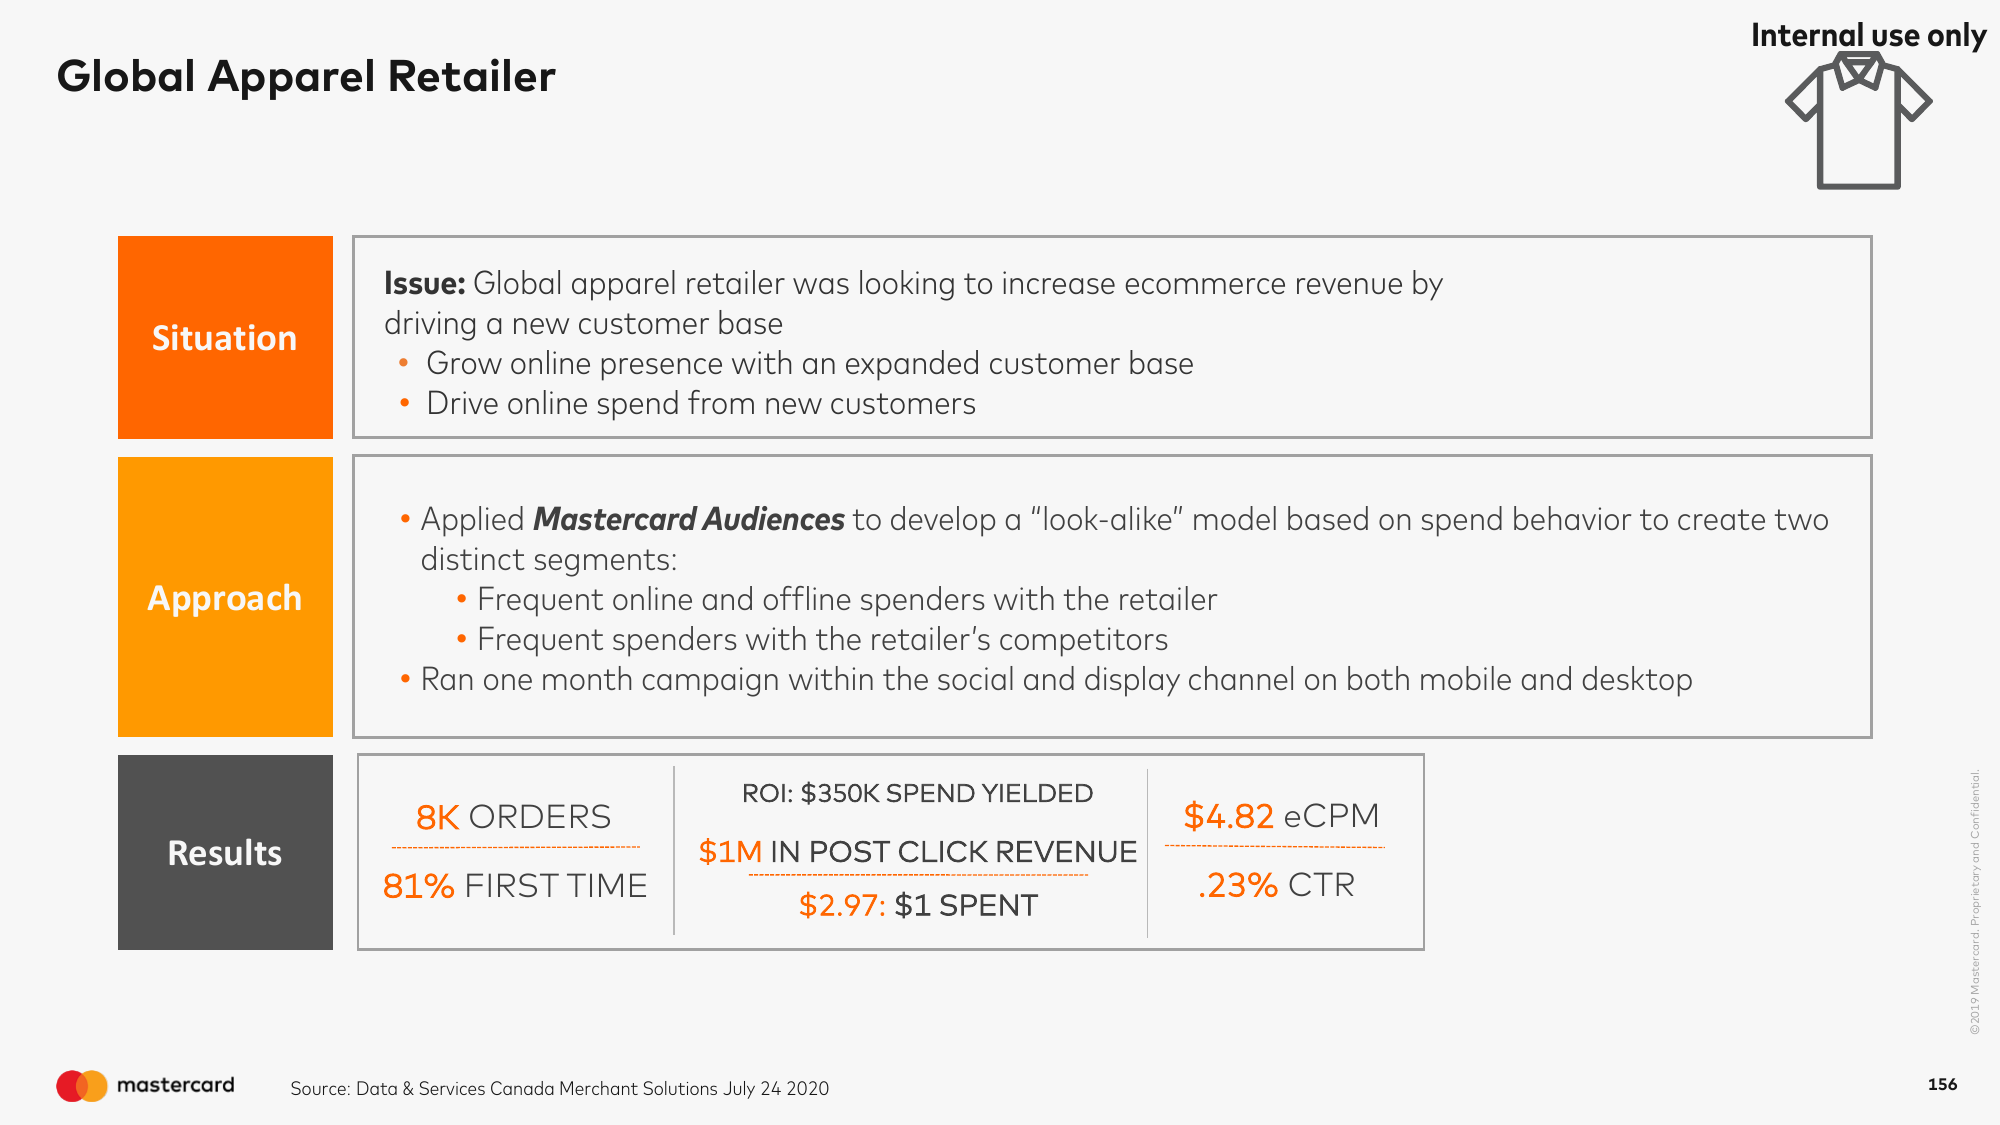 Internal use only
Global Apparel Retailer
Situation
Issue: Global apparel retailer was looking to increase ecommerce revenue by
driving a new customer base
• Grow online presence with an expanded customer base
• Drive online spend from new customers
Approach
• Applied Mastercard Audiences to develop a “look-alike” model based on spend behavior to create two
distinct segments:
• Frequent online and offline spenders with the retailer
• Frequent spenders with the retailer’s competitors
• Ran one month campaign within the social and display channel on both mobile and desktop
Results
8K ORDERS
81% FIRST TIME
ROI: $350K SPEND YIELDED
$1M IN POST CLICK REVENUE
$2.97: $1 SPENT
$4.82 eCPM
.23% CTR
©2019 Mastercard. Proprietary and Confidential.
mastercard
Source: Data & Services Canada Merchant Solutions July 24 2020
156